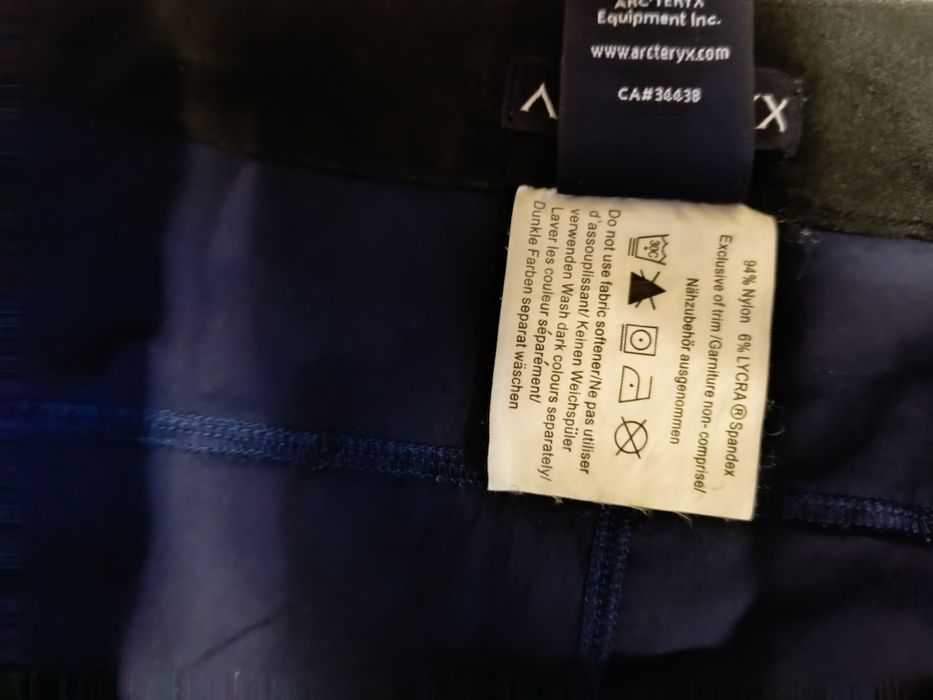 ARC'TERYX
Equipment Inc.
www.arcteryx.com
CA#34438
94% Nylon 6% LYCRA®Spandex
Exclusive of trim /Garniture non- comprise/
Nähzubehör ausgenommen
30C
Do not use fabric softener/Ne pas utiliser
d'assouplissant/ Keinen Weichspüler
verwenden Wash dark colours separately/
Laver les couleur séparément/
Dunkle Farben separat wäschen